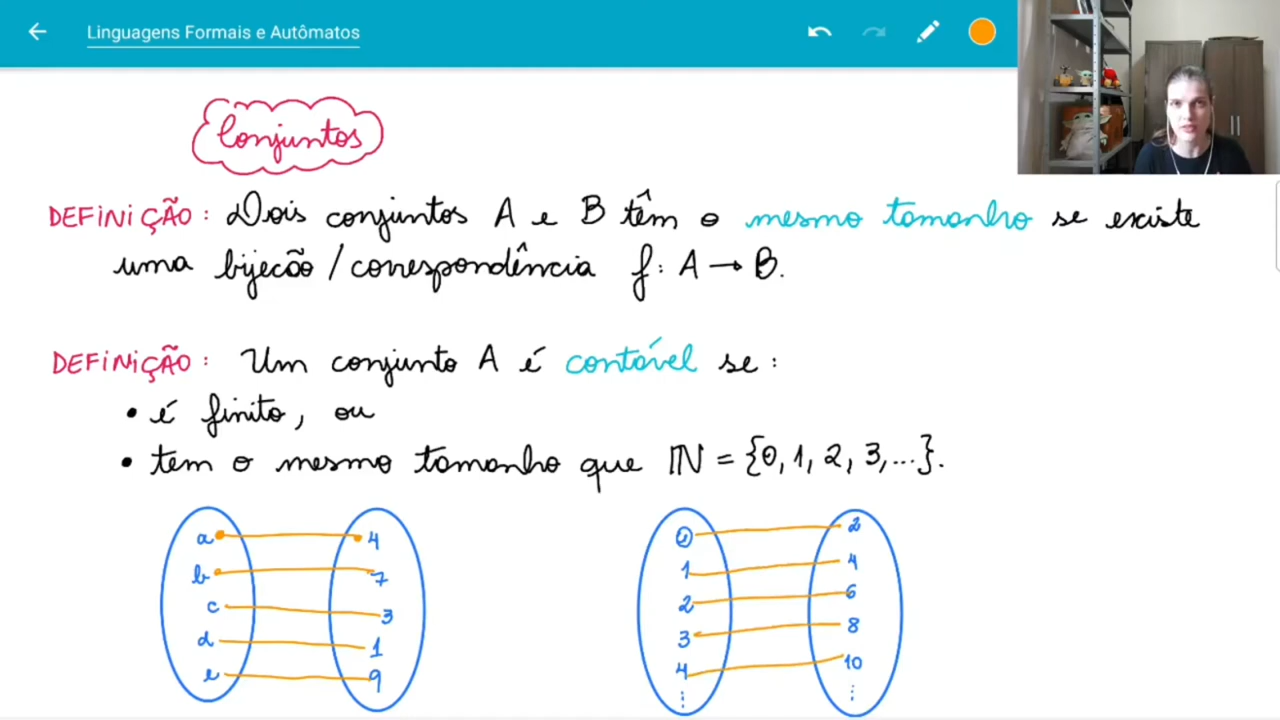 Linguagens Formais e Autômatos
Conjuntos
DEFINIÇÃO: Dois conjuntos A e B têm o mesmo tamanho se existe
uma bijecão / correspondência f: A → B.
DEFINIÇÃO: Um conjunto A é contável se:
• é finito, ou
• tem o mesmo tamanho que ℕ = {0, 1, 2, 3, ...}.
a 4
b 7
c 3
d 1
e 9
0 2
1 4
2 6
3 8
4 10
⋮ ⋮